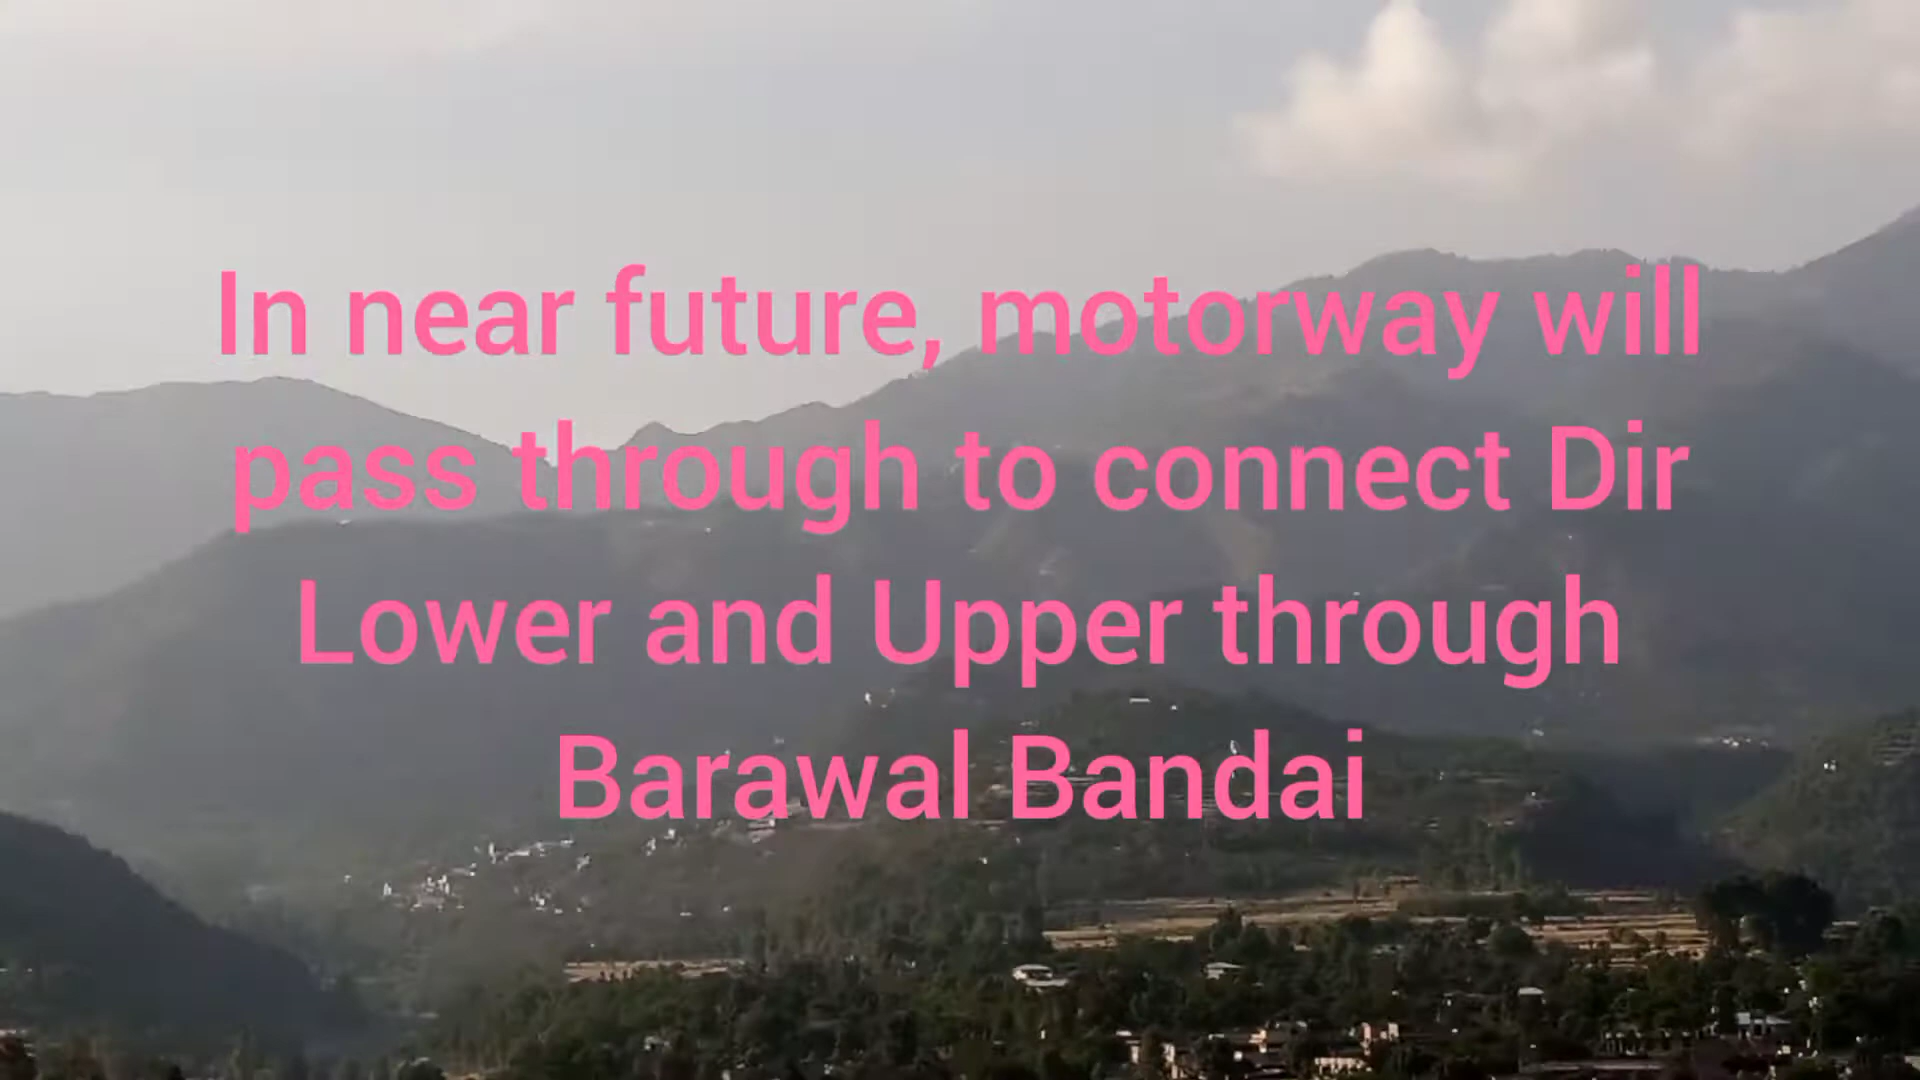 In near future, motorway will
pass through to connect Dir
Lower and Upper through
Barawal Bandai